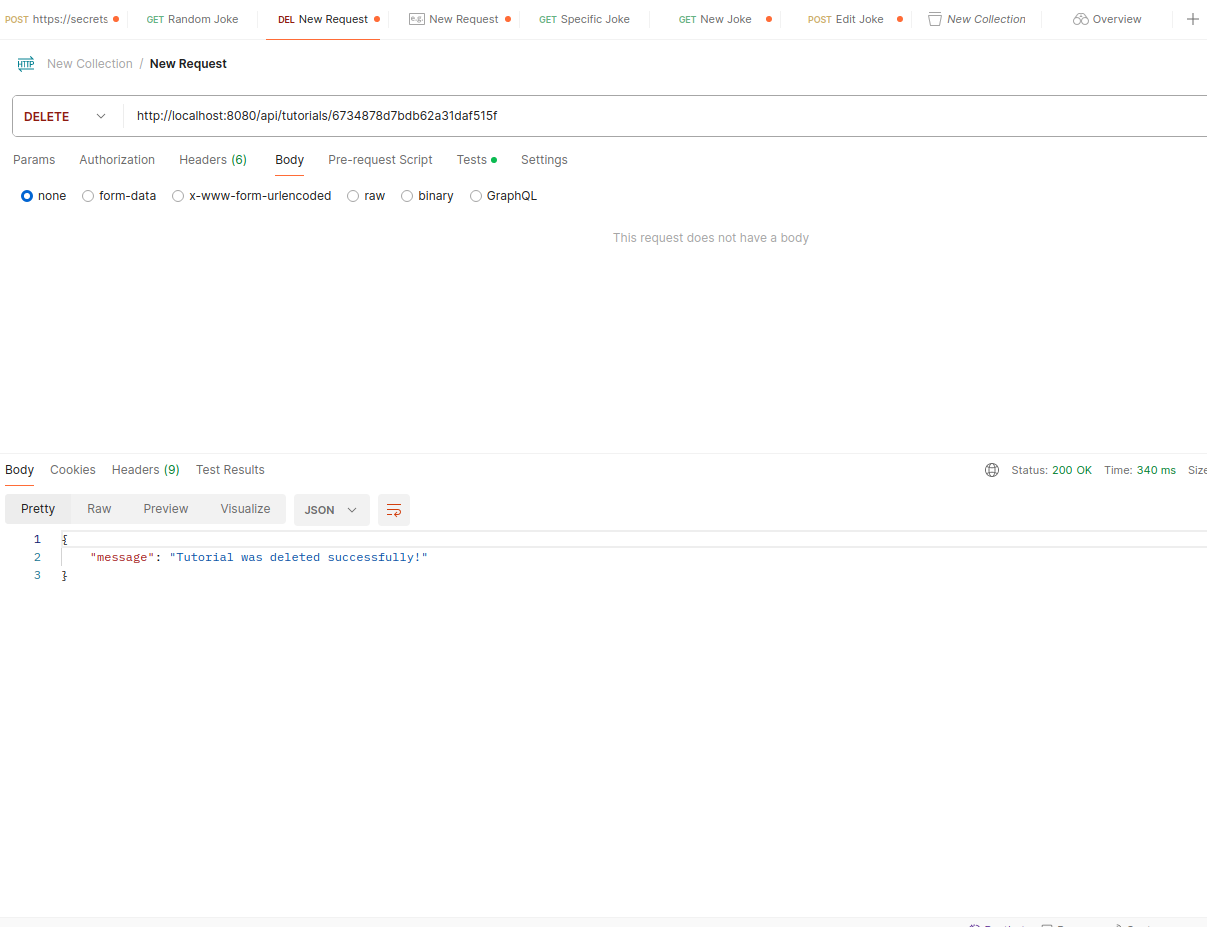 POST https://secrets GET Random Joke DEL New Request e.g. New Request GET Specific Joke GET New Joke POST Edit Joke New Collection Overview
HTTP New Collection / New Request
DELETE http://localhost:8080/api/tutorials/6734878d7bdb62a31daf515f
Params Authorization Headers (6) Body Pre-request Script Tests Settings
none form-data x-www-form-urlencoded raw binary GraphQL
This request does not have a body
Body Cookies Headers (9) Test Results Status: 200 OK Time: 340 ms Size
Pretty Raw Preview Visualize JSON
1 {
2 "message": "Tutorial was deleted successfully!"
3 }